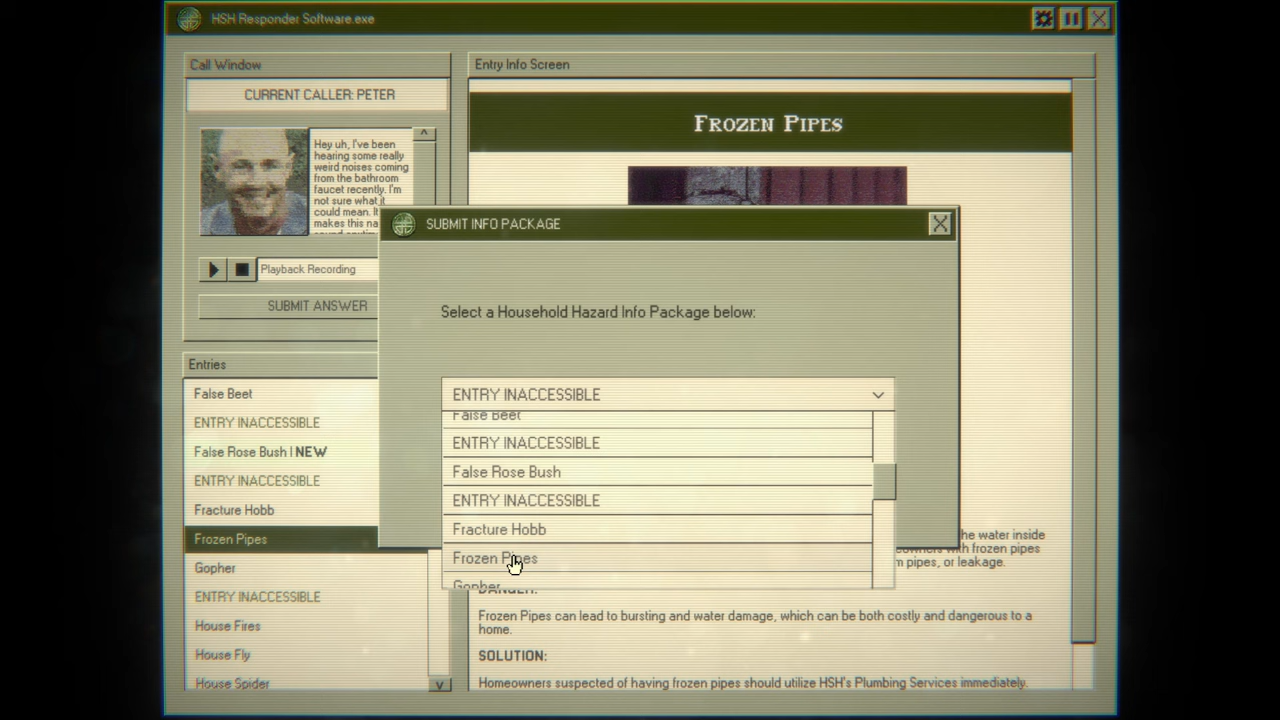 HSH Responder Software.exe
Call Window
CURRENT CALLER: PETER
Hey uh, I've been
hearing some really
weird noises coming
from the bathroom
faucet recently. I'm
not sure what it
could mean. It
makes this na
Playback Recording
SUBMIT ANSWER
Entries
False Beet
ENTRY INACCESSIBLE
False Rose Bush | NEW
ENTRY INACCESSIBLE
Fracture Hobb
Frozen Pipes
Gopher
ENTRY INACCESSIBLE
House Fires
House Fly
House Spider
Entry Info Screen
Frozen Pipes
SUBMIT INFO PACKAGE
Select a Household Hazard Info Package below:
ENTRY INACCESSIBLE
False Beet
ENTRY INACCESSIBLE
False Rose Bush
ENTRY INACCESSIBLE
Fracture Hobb
Frozen Pipes
Gopher
he water inside
eowners with frozen pipes
m pipes, or leakage.
DANGER:
Frozen Pipes can lead to bursting and water damage, which can be both costly and dangerous to a
home.
SOLUTION:
Homeowners suspected of having frozen pipes should utilize HSH's Plumbing Services immediately.